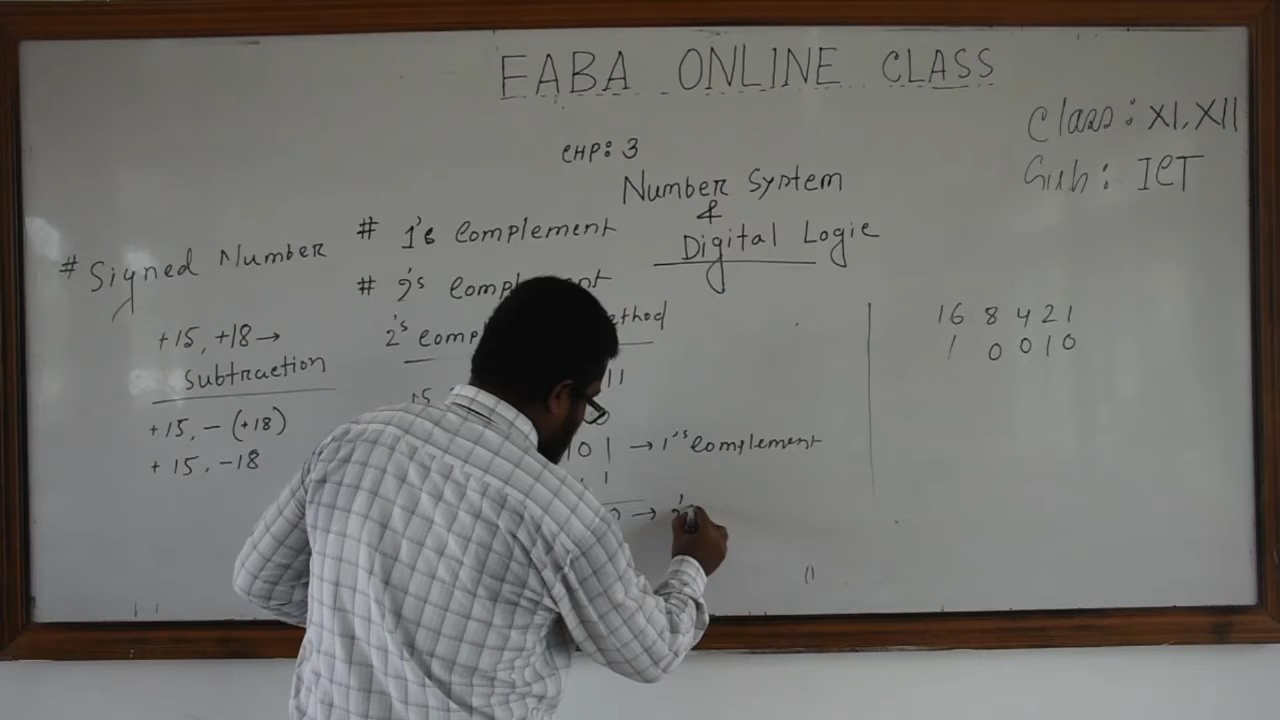 EABA ONLINE CLASS
Class: XI, XII
Sub: ICT
CHP: 3
Number System
&
Digital Logic
# Signed Number
# 1's complement
# 2's
+15, +18 →
Subtraction
+15, - (+18)
+15, -18
2's
→ 1's complement
16 8 4 2 1
1 0 0 1 0